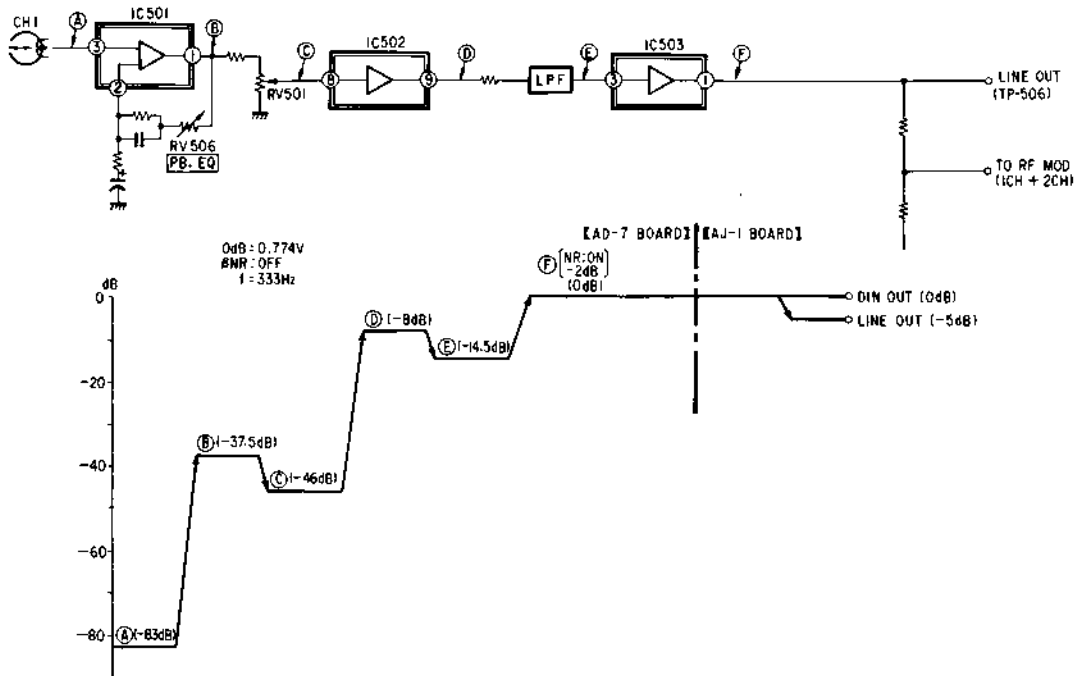 CH1
Ⓐ
IC501
Ⓑ
③
①
②
RV506
PB. EQ
RV501
Ⓒ
IC502
⑧
⑨
Ⓓ
LPF
Ⓔ
IC503
③
①
Ⓕ
LINE OUT
(TP-506)
TO RF MOD
(1CH + 2CH)
0dB = 0.774V
βNR : OFF
f = 333Hz
【AD-7 BOARD】
【AJ-1 BOARD】
dB
0
-20
-40
-60
-80
Ⓐ (-83dB)
Ⓑ (-37.5dB)
Ⓒ (-46dB)
Ⓓ (-8dB)
Ⓔ (-14.5dB)
Ⓕ [NR:ON
-2dB]
(0dB)
DIN OUT (0dB)
LINE OUT (-5dB)